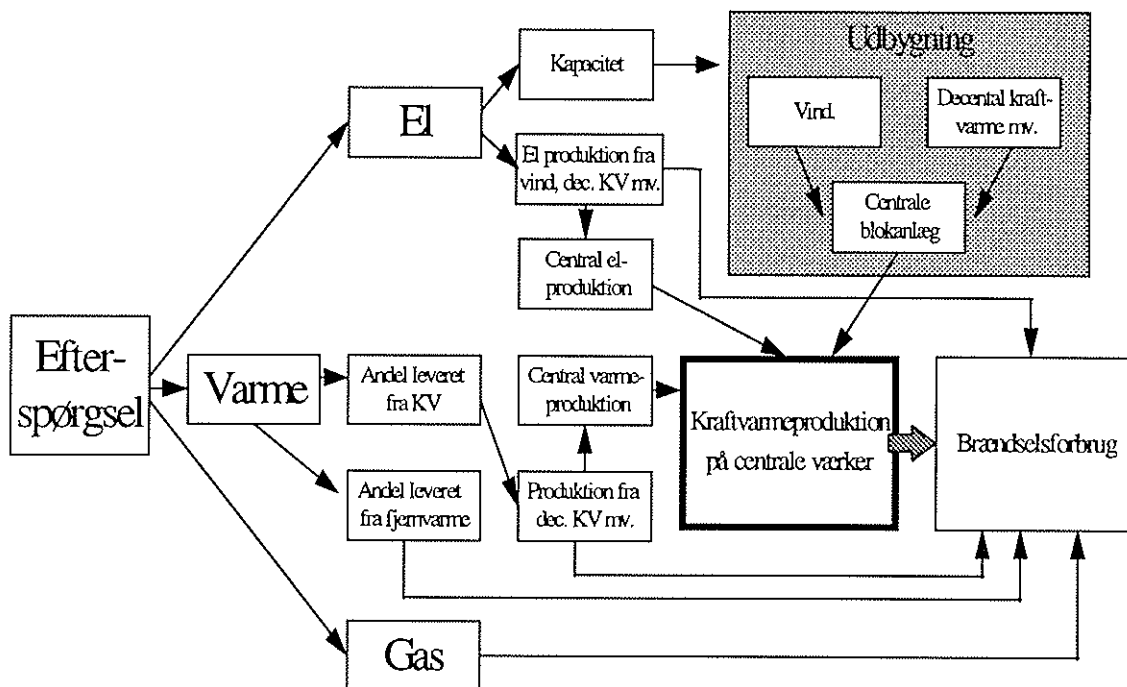 Udbygning
Kapacitet
El
Vind.
Decental kraft-
varme mv.
El produktion fra
vind, dec. KV mv.
Centrale
blokanlæg
Central el-
produktion
Efter-
spørgsel
Varme
Andel leveret
fra KV
Central varme-
produktion
Kraftvarmeproduktion
på centrale værker
Brændselsforbrug
Andel leveret
fra fjernvarme
Produktion fra
dec. KV mv.
Gas